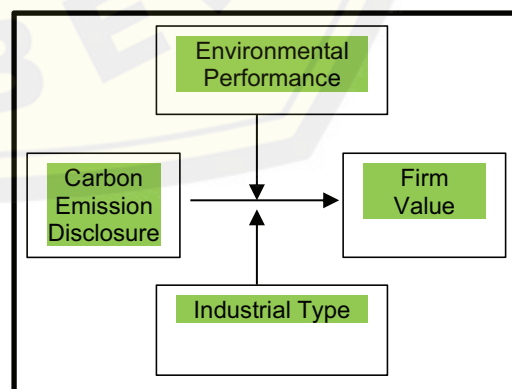 Environmental
Performance
Carbon
Emission
Disclosure
Firm
Value
Industrial Type